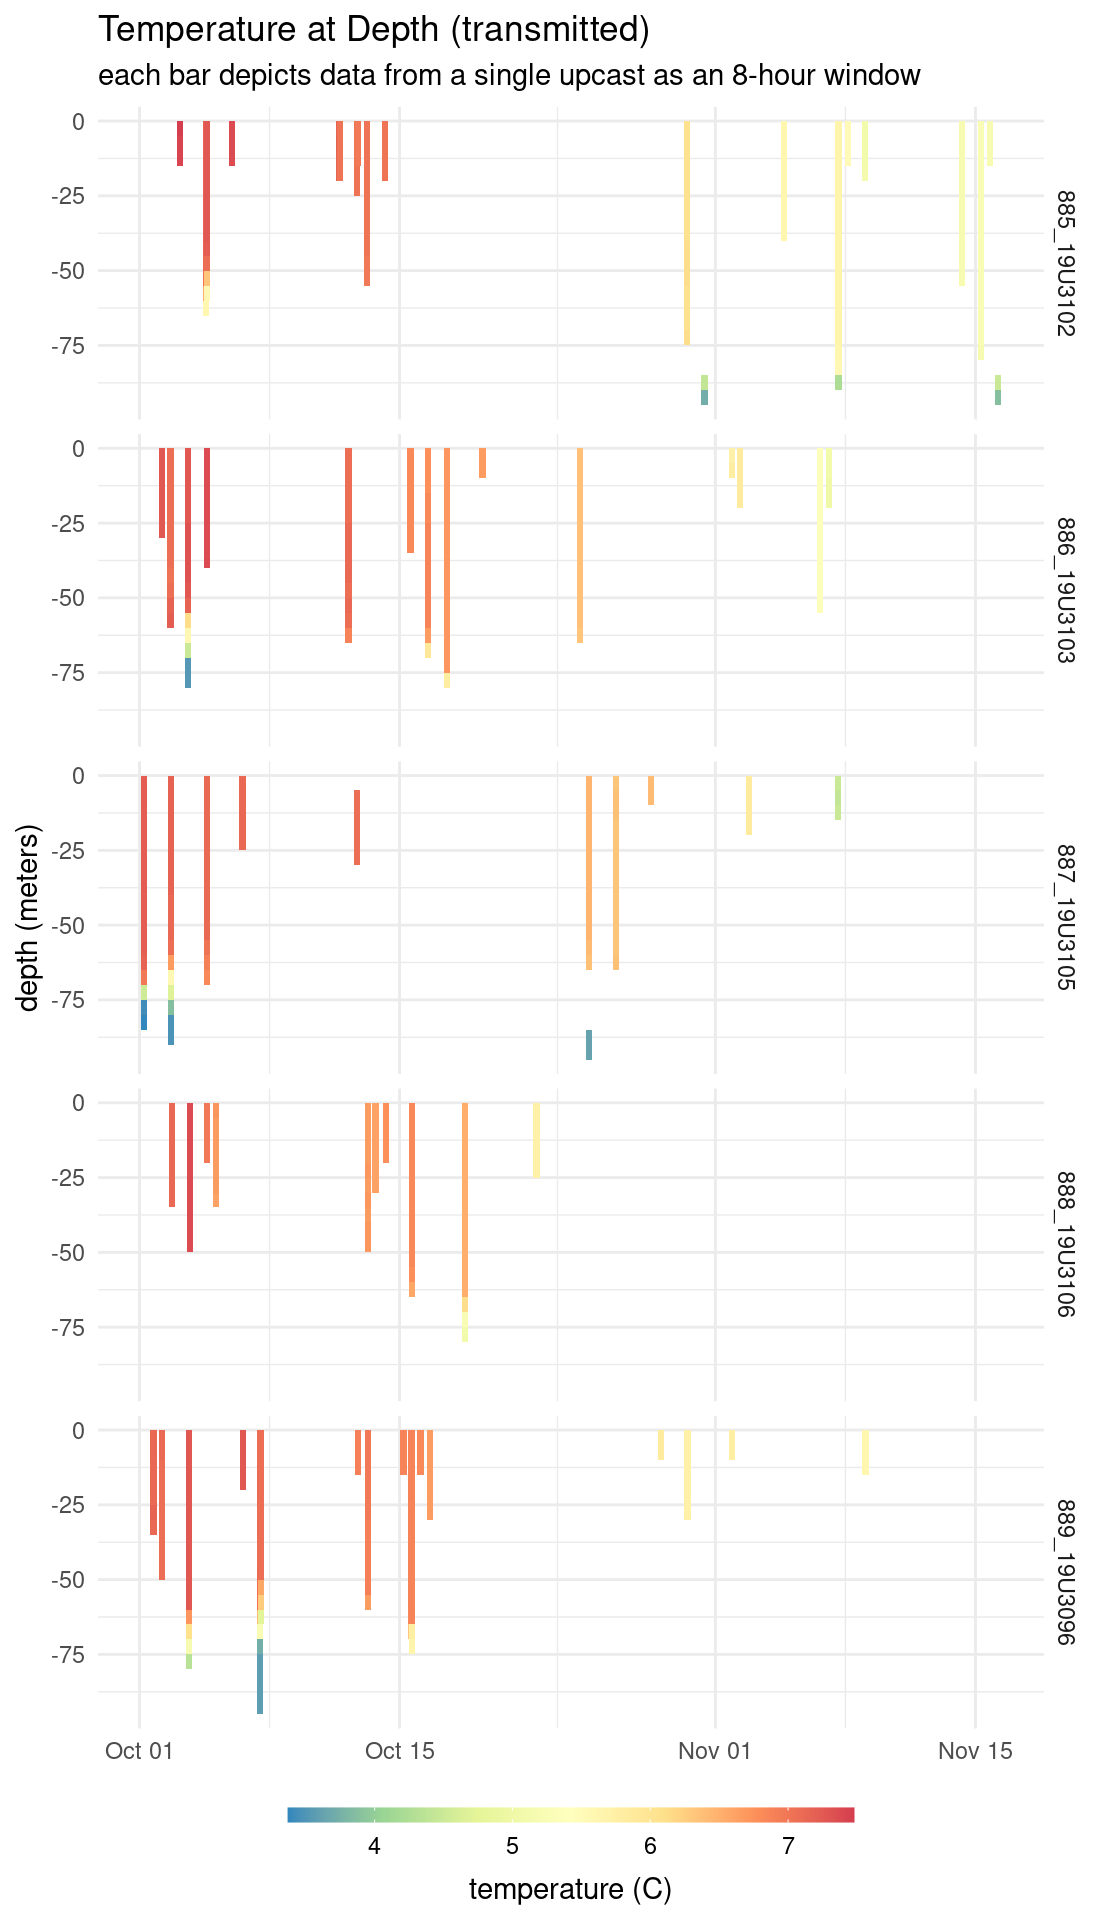 Temperature at Depth (transmitted)
each bar depicts data from a single upcast as an 8-hour window
depth (meters)
0
-25
-50
-75
885_19U3102
0
-25
-50
-75
886_19U3103
0
-25
-50
-75
887_19U3105
0
-25
-50
-75
888_19U3106
0
-25
-50
-75
889_19U3096
Oct 01 Oct 15 Nov 01 Nov 15
4 5 6 7
temperature (C)